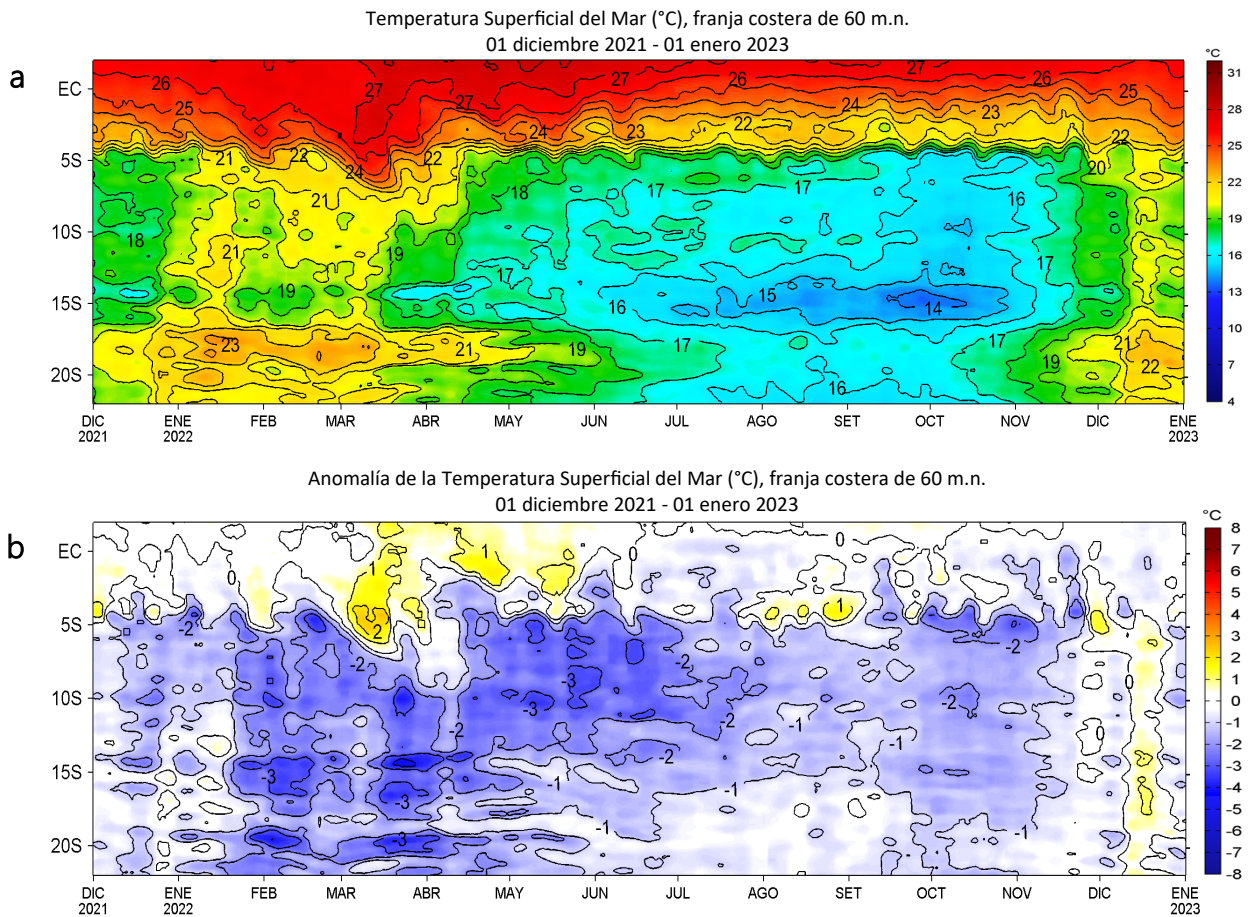 Temperatura Superficial del Mar (°C), franja costera de 60 m.n.
01 diciembre 2021 - 01 enero 2023
a
°C
EC
5S
10S
15S
20S
26
25
27
27
26
27
26
25
24
23
22
24
23
22
22
21
22
24
22
20
21
18
19
18
17
17
16
18
21
19
17
17
19
16
15
14
23
21
19
17
17
19
21
22
16
31
28
25
22
19
16
13
10
7
4
DIC 2021
ENE 2022
FEB
MAR
ABR
MAY
JUN
JUL
AGO
SET
OCT
NOV
DIC
ENE 2023
Anomalía de la Temperatura Superficial del Mar (°C), franja costera de 60 m.n.
01 diciembre 2021 - 01 enero 2023
b
°C
EC
5S
10S
15S
20S
0
1
1
0
0
1
2
-2
-2
-2
-2
-3
-3
-2
-2
-2
0
0
-3
-2
-1
-1
-1
-3
-1
-1
-3
8
7
6
5
4
3
2
1
0
-1
-2
-3
-4
-5
-6
-7
-8
DIC 2021
ENE 2022
FEB
MAR
ABR
MAY
JUN
JUL
AGO
SET
OCT
NOV
DIC
ENE 2023